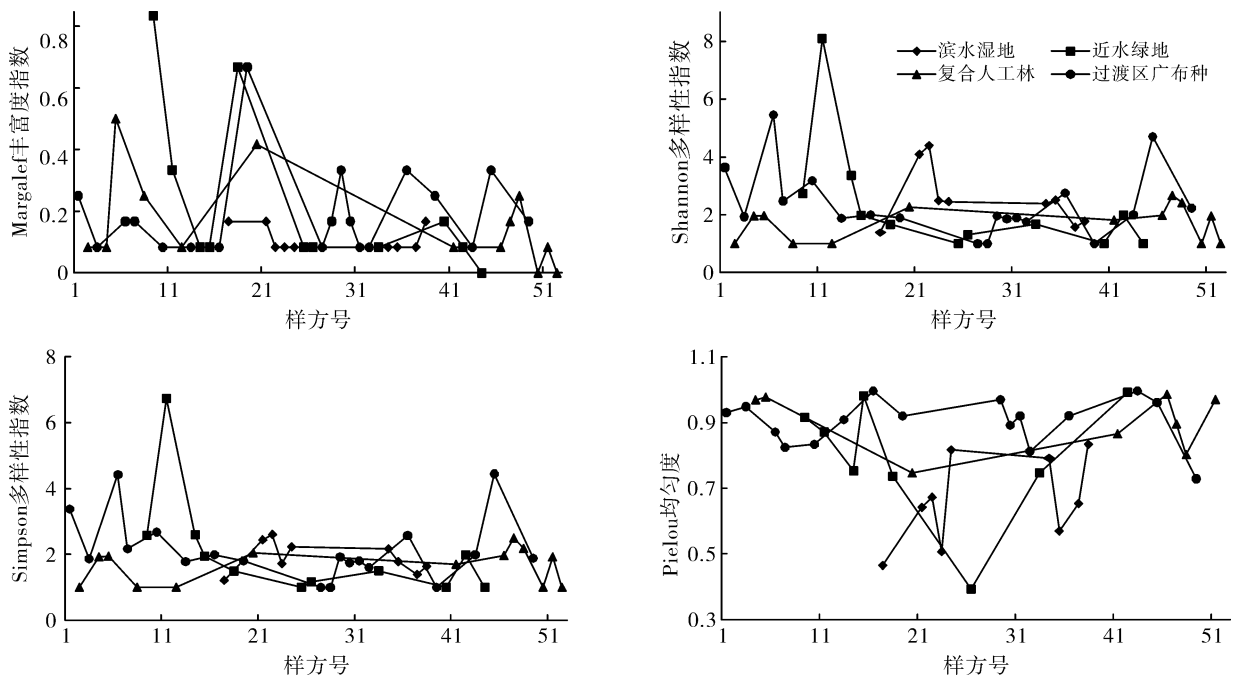 Margalef丰富度指数
0.8
0.6
0.4
0.2
0
1 11 21 31 41 51
样方号
Shannon多样性指数
8
6
4
2
0
滨水湿地 近水绿地
复合人工林 过渡区广布种
1 11 21 31 41 51
样方号
Simpson多样性指数
8
6
4
2
0
1 11 21 31 41 51
样方号
Pielou均匀度
1.1
0.9
0.7
0.5
0.3
1 11 21 31 41 51
样方号